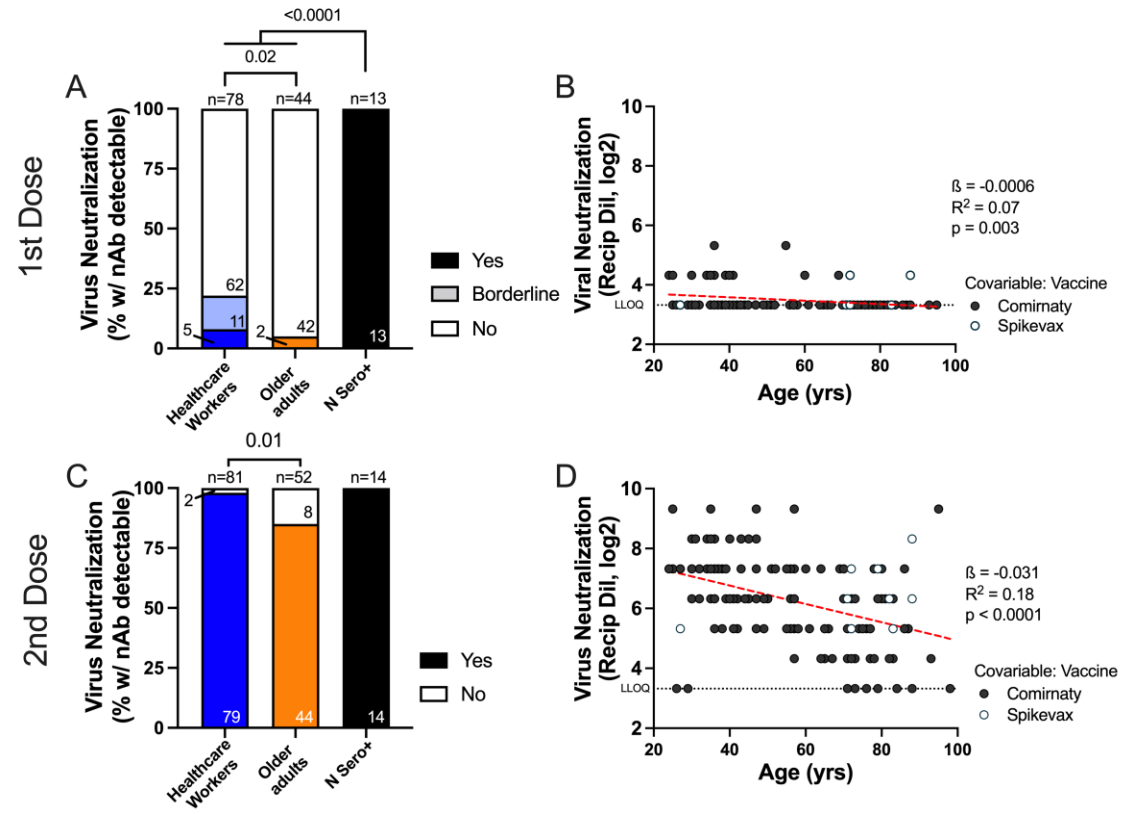 1st Dose
A
<0.0001
0.02
n=78
n=44
n=13
Virus Neutralization
(% w/ nAb detectable)
100
75
50
25
0
62
11
5
42
2
13
Healthcare
Workers
Older
adults
N Sero+
Yes
Borderline
No
B
Viral Neutralization
(Recip Dil, log2)
10
8
6
4
2
LLOQ
20
40
60
80
100
Age (yrs)
ß = -0.0006
R² = 0.07
p = 0.003
Covariable: Vaccine
Comirnaty
Spikevax
2nd Dose
C
0.01
n=81
n=52
n=14
Virus Neutralization
(% w/ nAb detectable)
100
75
50
25
0
2
8
79
44
14
Healthcare
Workers
Older
adults
N Sero+
Yes
No
D
Virus Neutralization
(Recip Dil, log2)
10
8
6
4
2
LLOQ
20
40
60
80
100
Age (yrs)
ß = -0.031
R² = 0.18
p < 0.0001
Covariable: Vaccine
Comirnaty
Spikevax